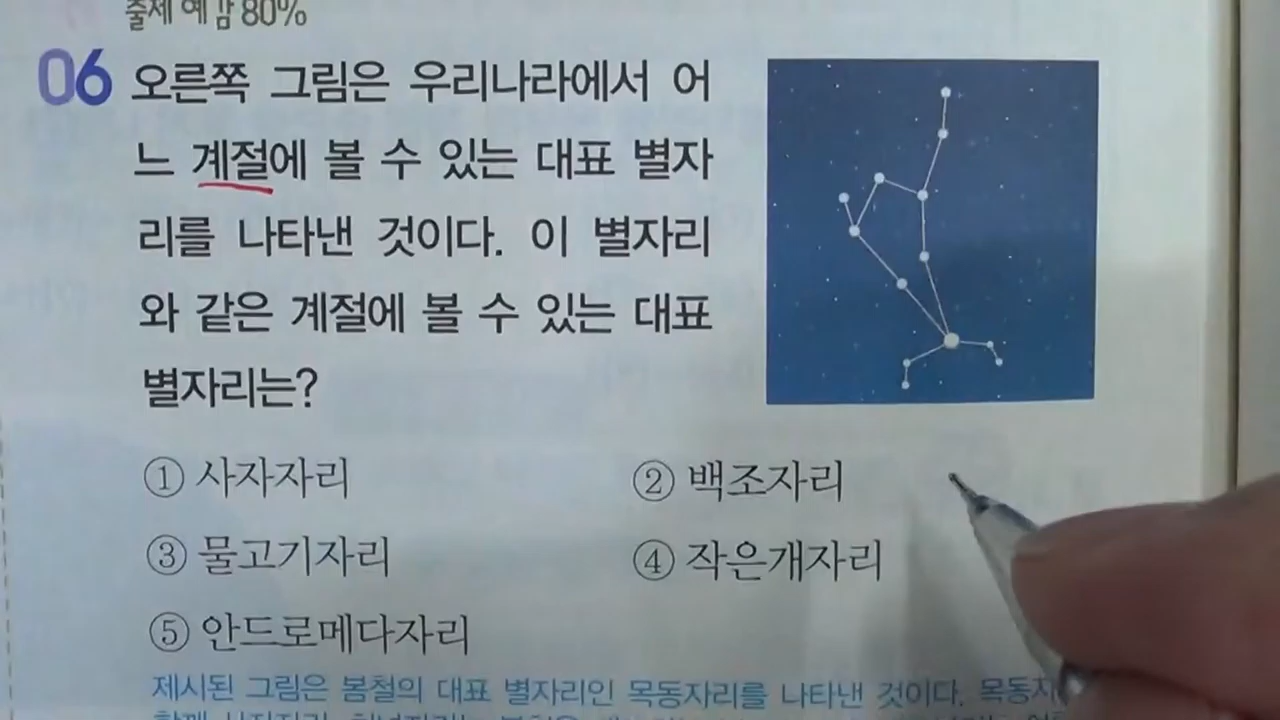 출제 예감 80%
06 오른쪽 그림은 우리나라에서 어
느 계절에 볼 수 있는 대표 별자
리를 나타낸 것이다. 이 별자리
와 같은 계절에 볼 수 있는 대표
별자리는?
① 사자자리
② 백조자리
③ 물고기자리
④ 작은개자리
⑤ 안드로메다자리
제시된 그림은 봄철의 대표 별자리인 목동자리를 나타낸 것이다.